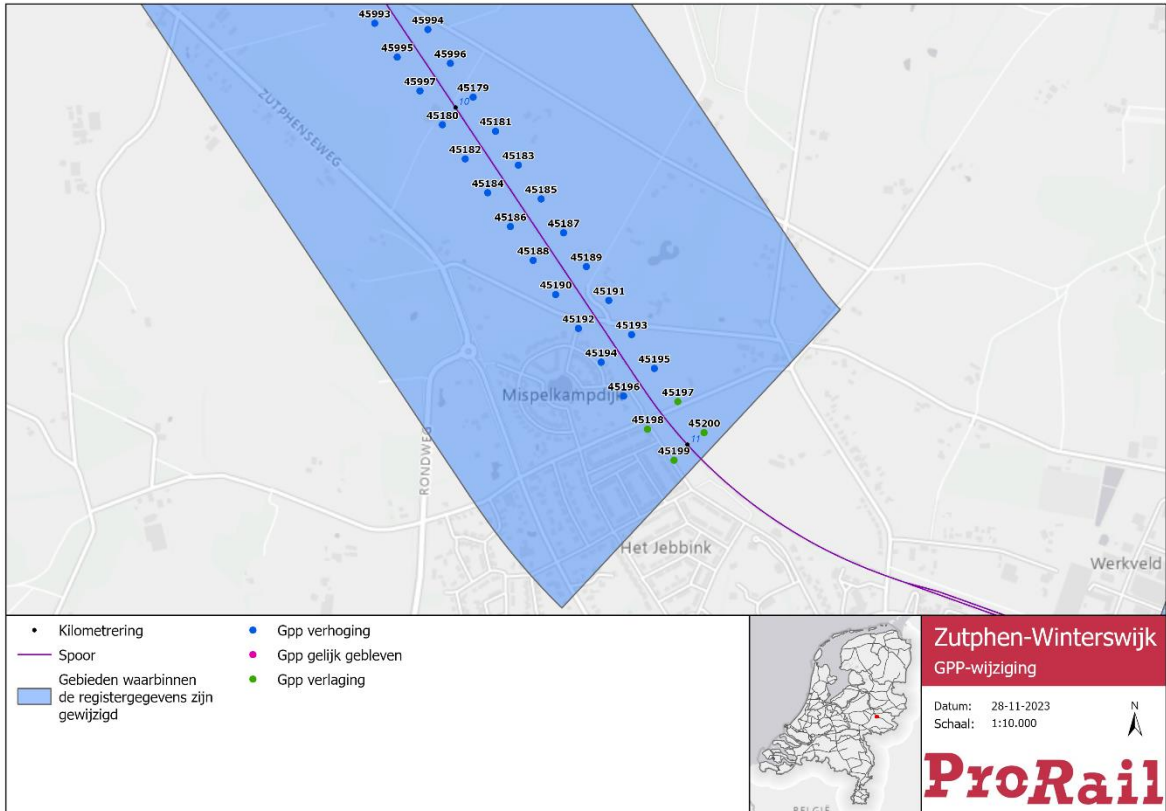 45993
45994
45995
45996
45997
45179
10
45180
45181
ZUTPHENSEWEG
45182
45183
45184
45185
45186
45187
45188
45189
45190
45191
45192
45193
45194
45195
Mispelkampdijk
45196
45197
45198
45200
11
RONDWEG
45199
Het Jebbink
Werkveld
Kilometrering
Spoor
Gebieden waarbinnen
de registergegevens zijn
gewijzigd
Gpp verhoging
Gpp gelijk gebleven
Gpp verlaging
BELGIË
Zutphen-Winterswijk
GPP-wijziging
Datum: 28-11-2023
Schaal: 1:10.000
N
ProRail